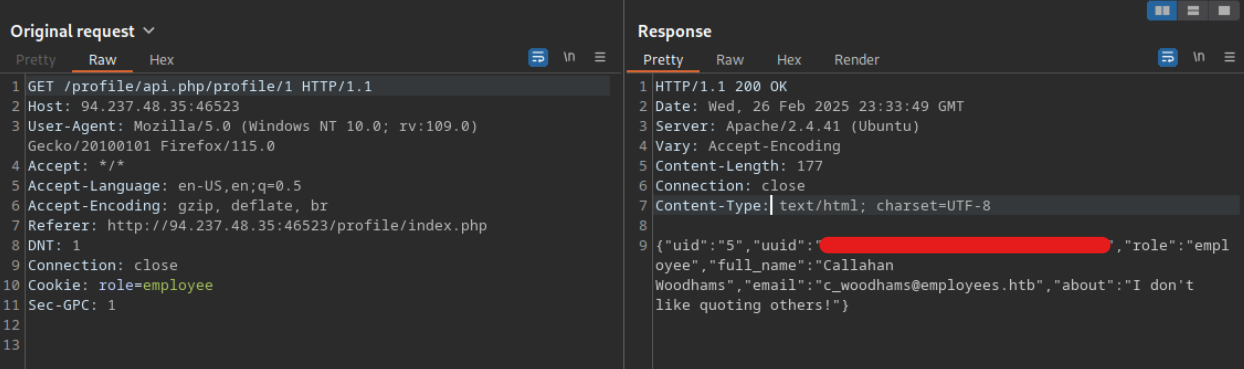 Original request
Pretty Raw Hex
\n
1 GET /profile/api.php/profile/1 HTTP/1.1
2 Host: 94.237.48.35:46523
3 User-Agent: Mozilla/5.0 (Windows NT 10.0; rv:109.0)
Gecko/20100101 Firefox/115.0
4 Accept: */*
5 Accept-Language: en-US,en;q=0.5
6 Accept-Encoding: gzip, deflate, br
7 Referer: http://94.237.48.35:46523/profile/index.php
8 DNT: 1
9 Connection: close
10 Cookie: role=employee
11 Sec-GPC: 1
12
13
Response
Pretty Raw Hex Render
\n
1 HTTP/1.1 200 OK
2 Date: Wed, 26 Feb 2025 23:33:49 GMT
3 Server: Apache/2.4.41 (Ubuntu)
4 Vary: Accept-Encoding
5 Content-Length: 177
6 Connection: close
7 Content-Type: text/html; charset=UTF-8
8
9 {"uid":"5","uuid":" ","role":"empl
oyee","full_name":"Callahan
Woodhams","email":"c_woodhams@employees.htb","about":"I don't
like quoting others!"}